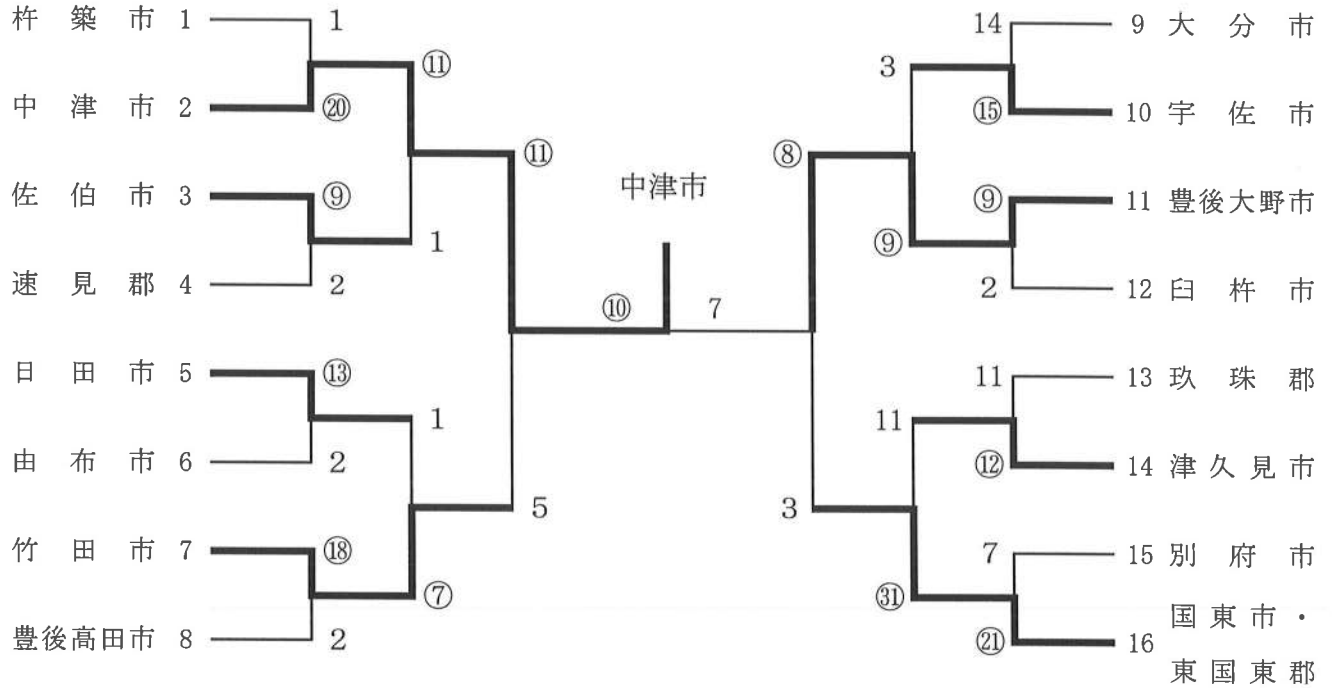 杵築市 1 1
⑪
中津市 2 ⑳
⑪
佐伯市 3 ⑨
1
速見郡 4 2
⑩
日田市 5 ⑬
1
由布市 6 2
5
竹田市 7 ⑱
⑦
豊後高田市 8 2
中津市
7
14 9 大分市
3
⑮ 10 宇佐市
⑧
⑨ 11 豊後大野市
⑨
2 12 臼杵市
11 13 玖珠郡
11
⑫ 14 津久見市
3
7 15 別府市
㉛
㉑ 16 国東市・
東国東郡